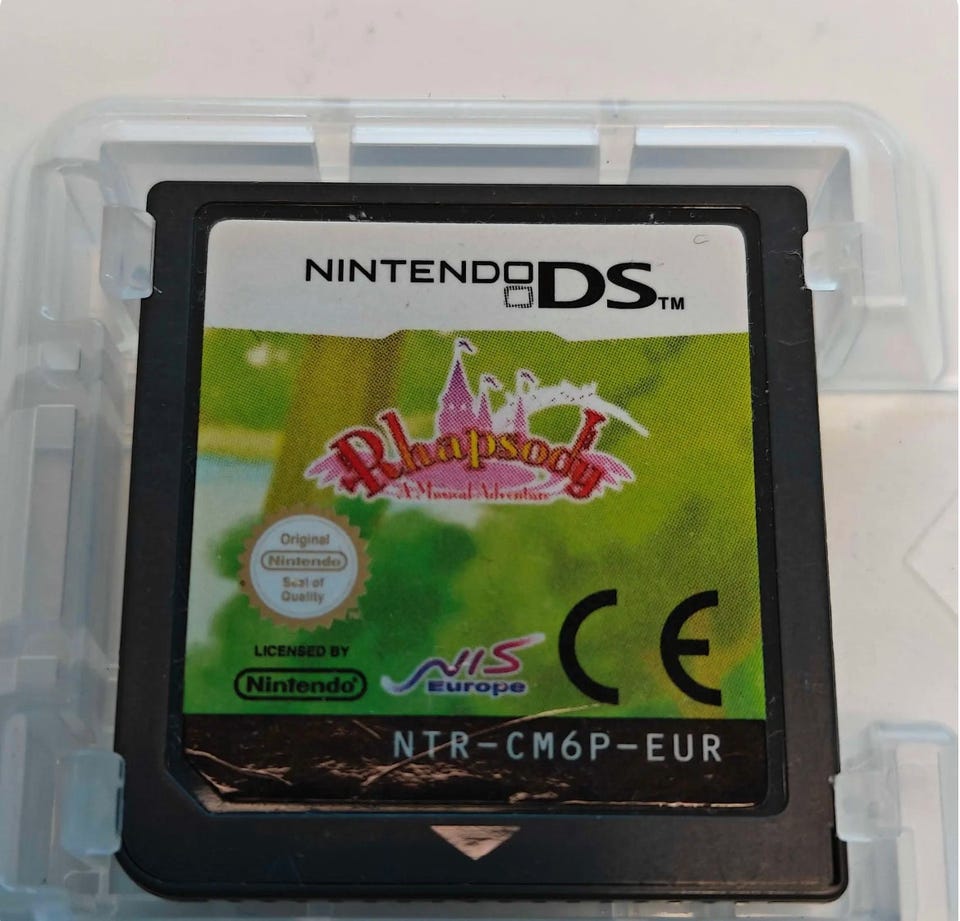 NINTENDO DS™
Rhapsody
A Musical Adventure
Original
Nintendo
Seal of
Quality
LICENSED BY
Nintendo®
NIS
Europe
CE
NTR-CM6P-EUR